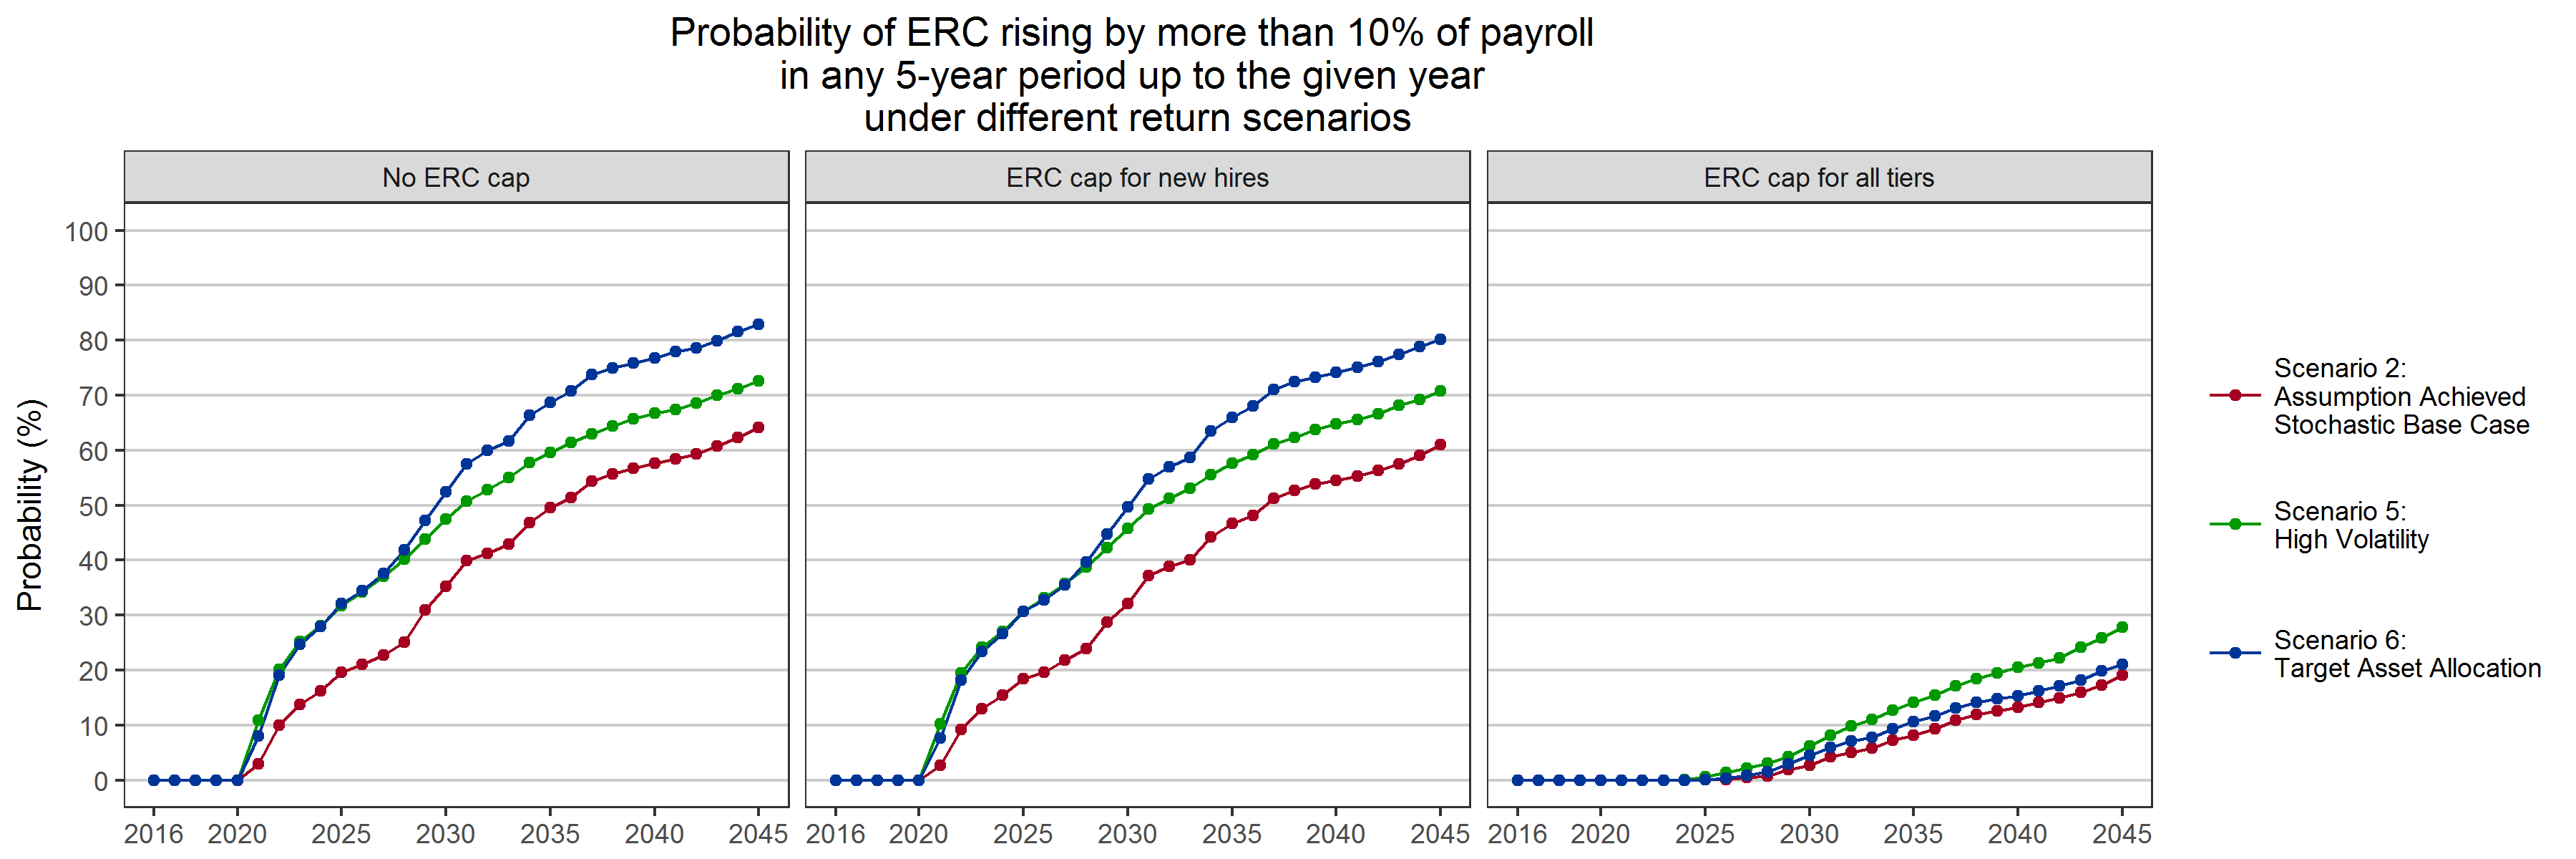 Probability of ERC rising by more than 10% of payroll
in any 5-year period up to the given year
under different return scenarios
No ERC cap
ERC cap for new hires
ERC cap for all tiers
Probability (%)
100
90
80
70
60
50
40
30
20
10
0
2016 2020 2025 2030 2035 2040 2045
2016 2020 2025 2030 2035 2040 2045
2016 2020 2025 2030 2035 2040 2045
Scenario 2:
Assumption Achieved
Stochastic Base Case
Scenario 5:
High Volatility
Scenario 6:
Target Asset Allocation